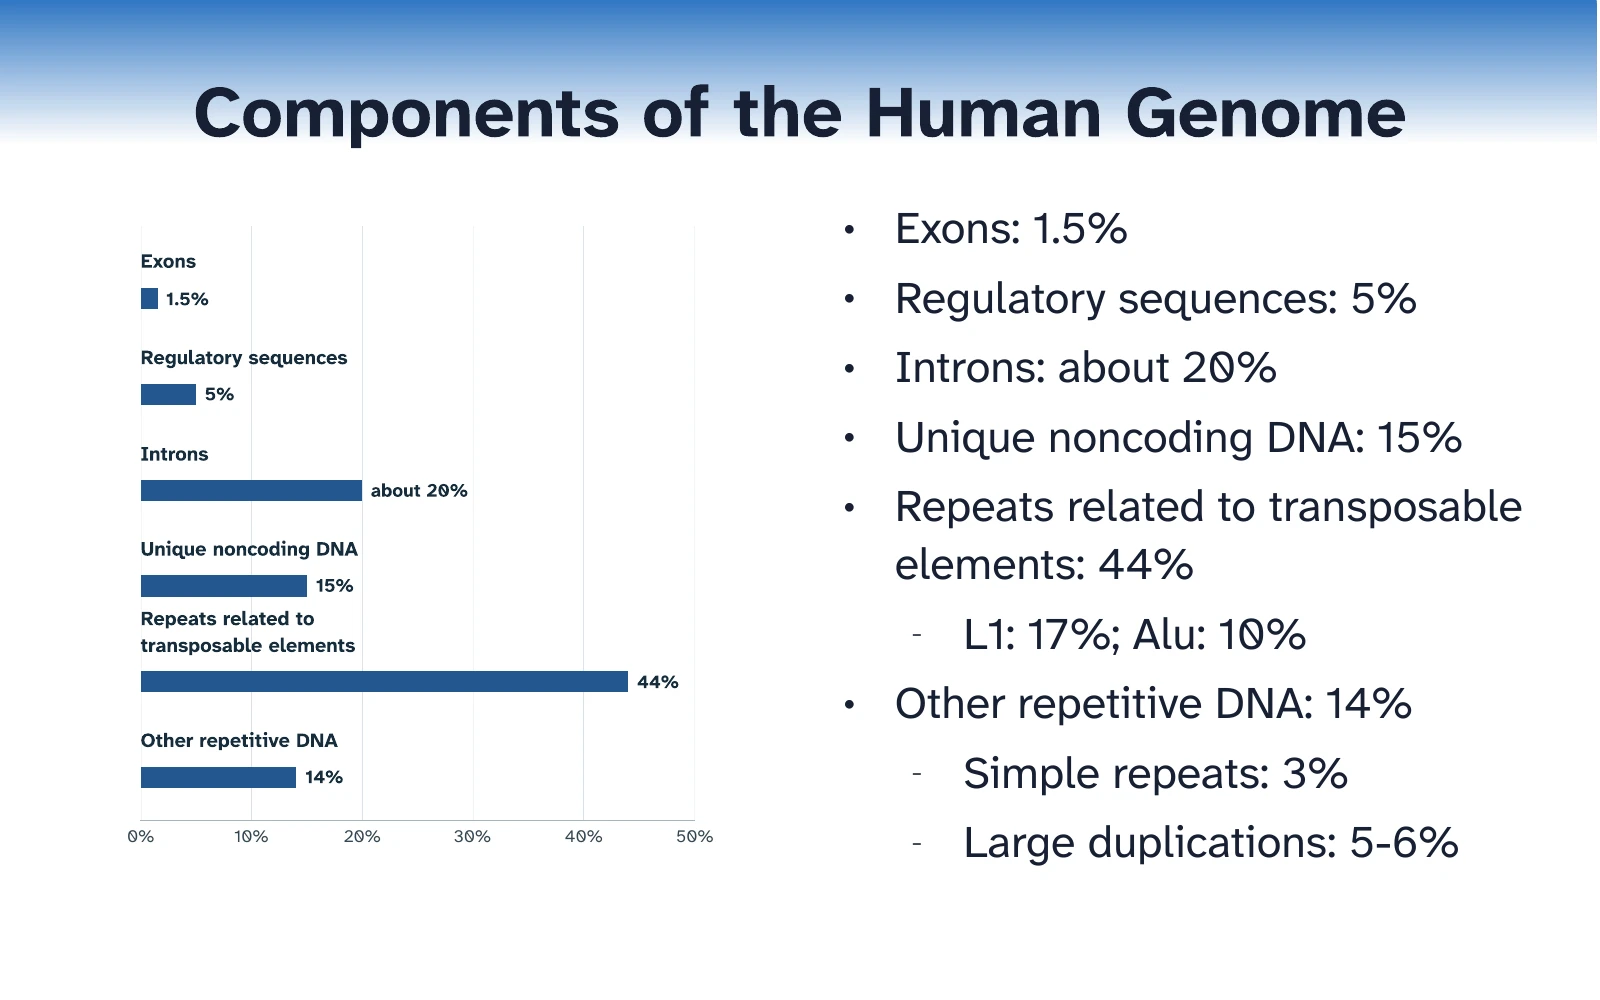 Components of the Human Genome
Exons
1.5%
Regulatory sequences
5%
Introns
about 20%
Unique noncoding DNA
15%
Repeats related to
transposable elements
44%
Other repetitive DNA
14%
0% 10% 20% 30% 40% 50%
• Exons: 1.5%
• Regulatory sequences: 5%
• Introns: about 20%
• Unique noncoding DNA: 15%
• Repeats related to transposable
elements: 44%
- L1: 17%; Alu: 10%
• Other repetitive DNA: 14%
- Simple repeats: 3%
- Large duplications: 5-6%